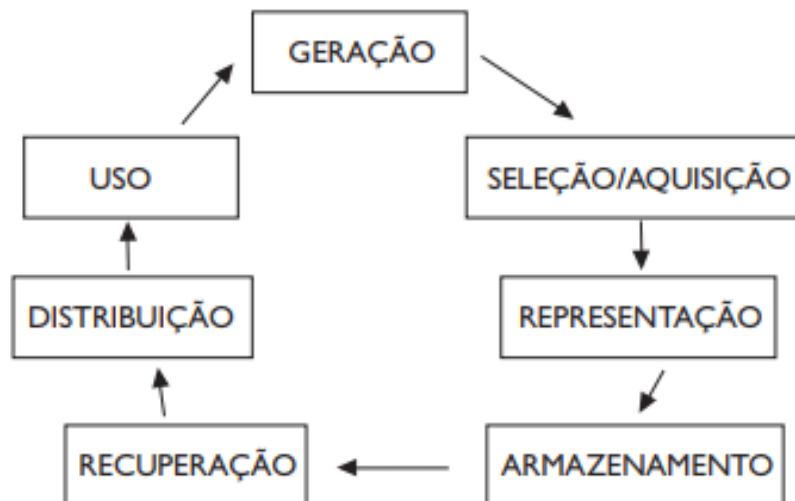 GERAÇÃO
USO
SELEÇÃO/AQUISIÇÃO
DISTRIBUIÇÃO
REPRESENTAÇÃO
RECUPERAÇÃO
ARMAZENAMENTO